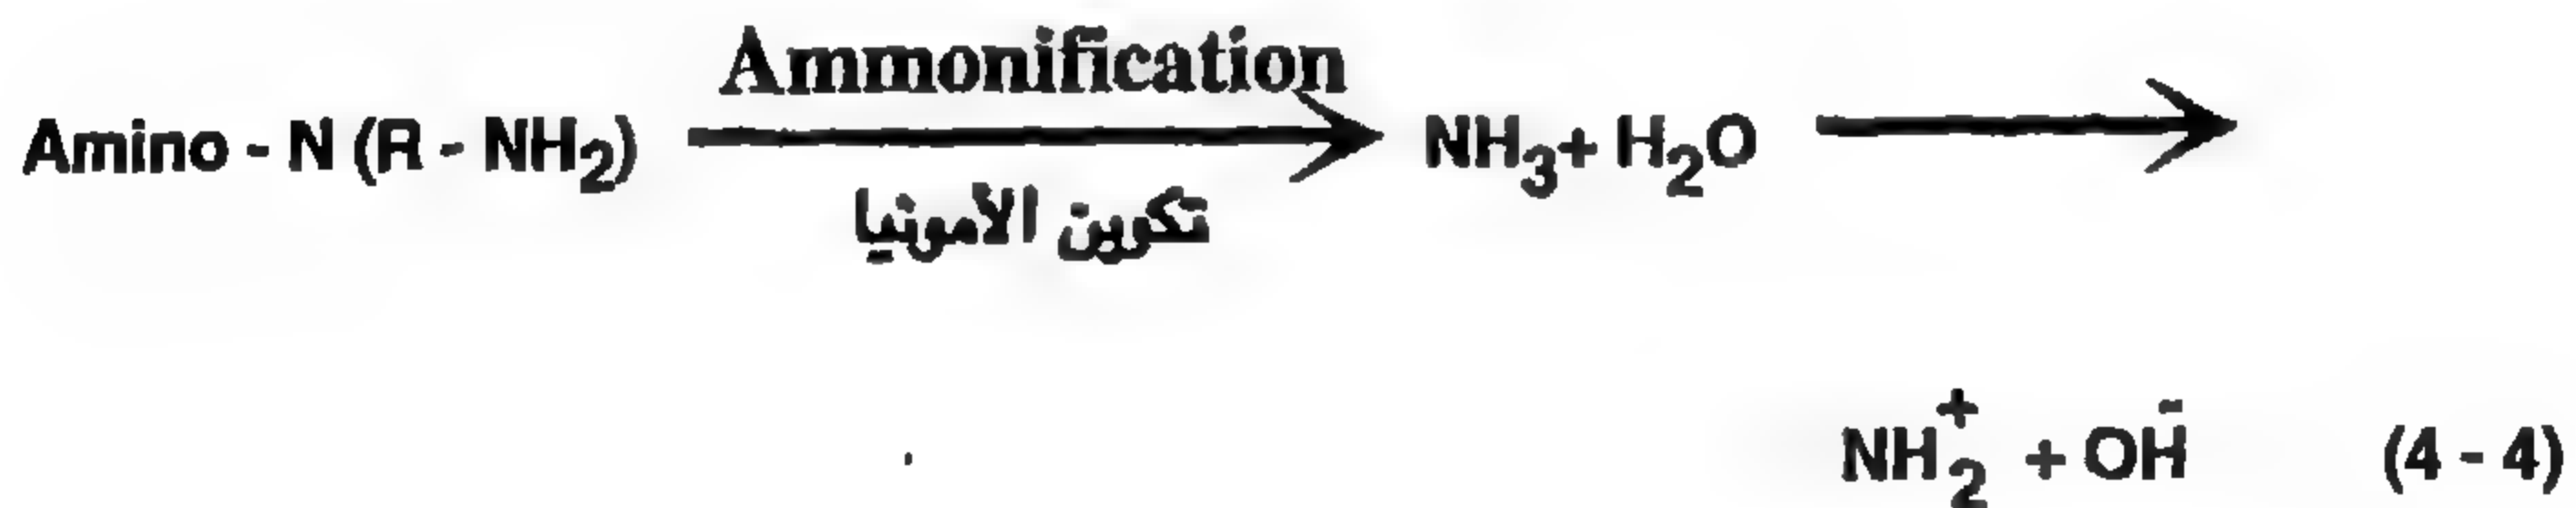 Ammonification
Amino - N (R - NH₂) ⟶ NH₃ + H₂O ⟶
تكوين الأمونيا
NH₂⁺ + OH⁻ (4 - 4)